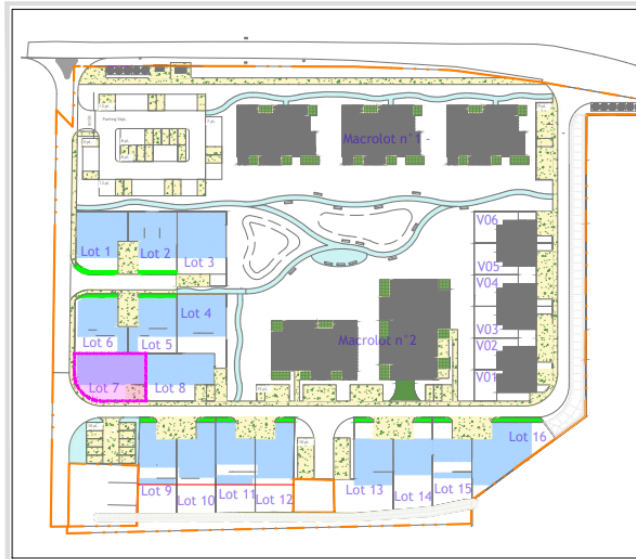 Parking Vsit.
Macrolot n°1 -
Lot 1
Lot 2
Lot 3
V06
V05
V04
V03
V02
V01
Lot 4
Lot 6
Lot 5
Macrolot n°2
Lot 7
Lot 8
Lot 16
Lot 9
Lot 10
Lot 11
Lot 12
Lot 13
Lot 14
Lot 15